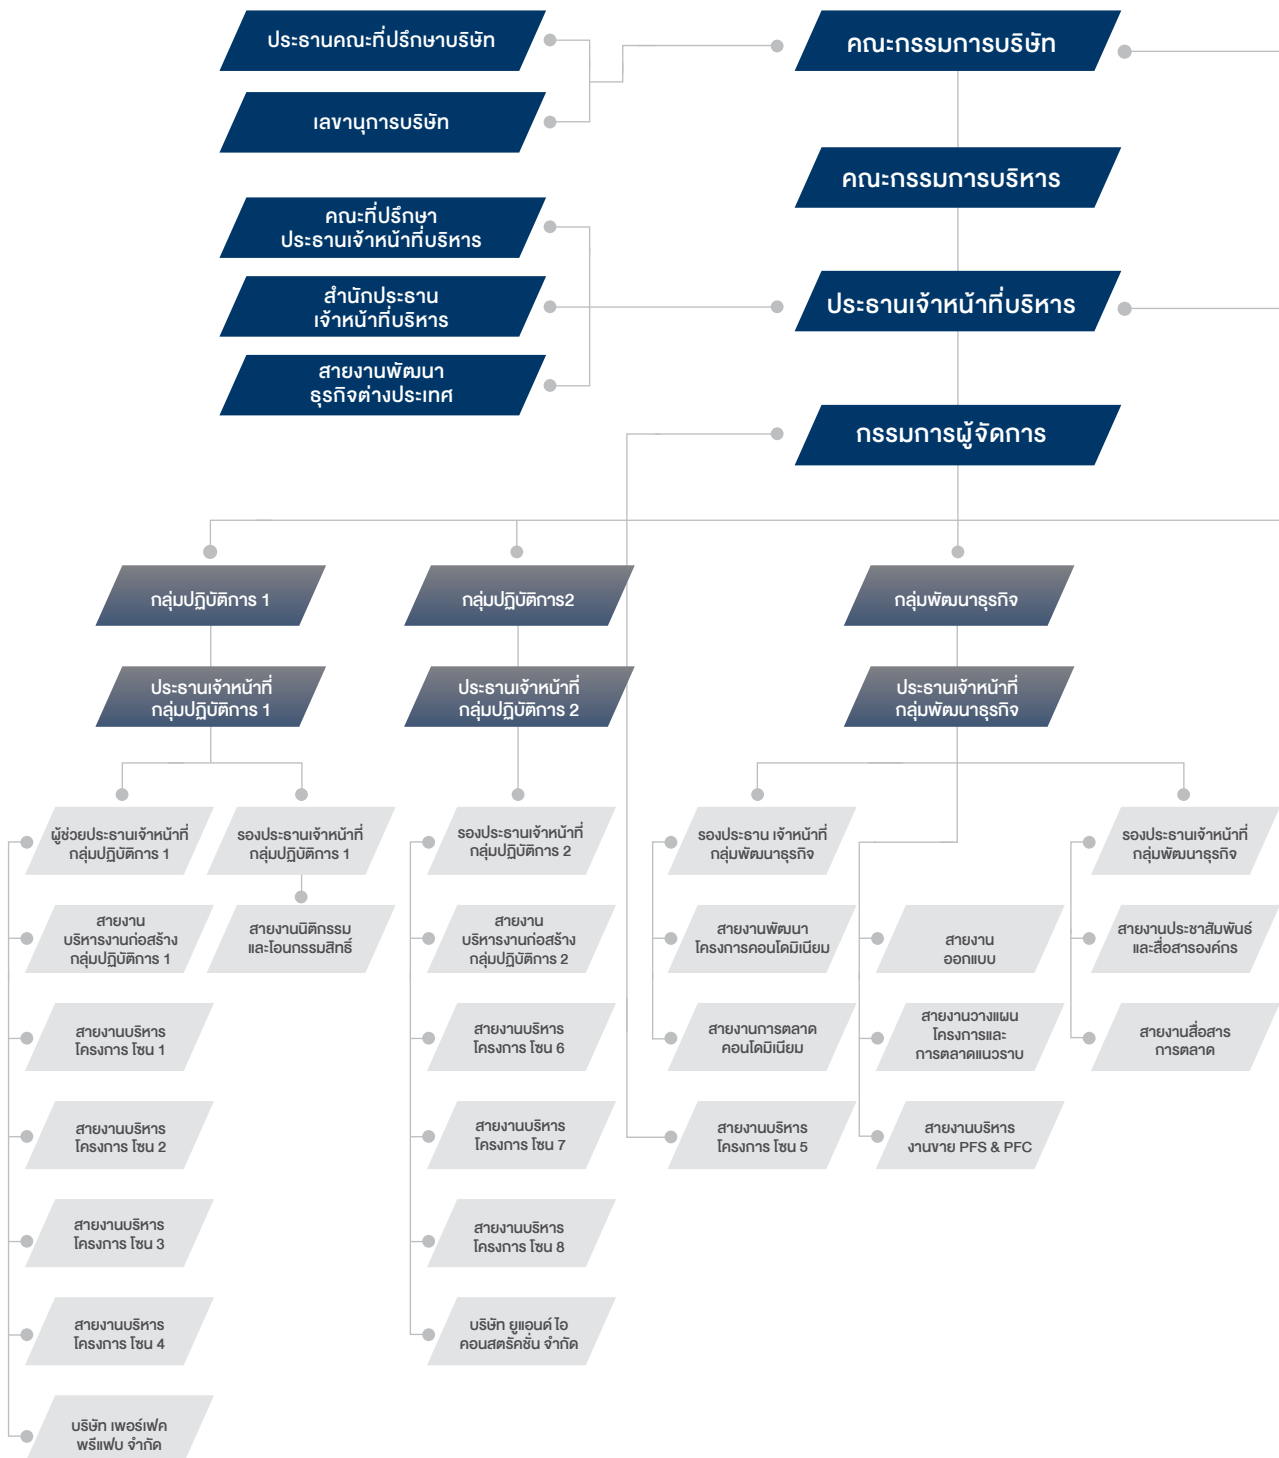 ประธานคณะที่ปรึกษาบริษัท
คณะกรรมการบริษัท
เลขานุการบริษัท
คณะกรรมการบริหาร
คณะที่ปรึกษา
ประธานเจ้าหน้าที่บริหาร
สำนักประธาน
เจ้าหน้าที่บริหาร
ประธานเจ้าหน้าที่บริหาร
สายงานพัฒนา
ธุรกิจต่างประเทศ
กรรมการผู้จัดการ
กลุ่มปฏิบัติการ 1
กลุ่มปฏิบัติการ2
กลุ่มพัฒนาธุรกิจ
ประธานเจ้าหน้าที่
กลุ่มปฏิบัติการ 1
ประธานเจ้าหน้าที่
กลุ่มปฏิบัติการ 2
ประธานเจ้าหน้าที่
กลุ่มพัฒนาธุรกิจ
ผู้ช่วยประธานเจ้าหน้าที่
กลุ่มปฏิบัติการ 1
รองประธานเจ้าหน้าที่
กลุ่มปฏิบัติการ 1
รองประธานเจ้าหน้าที่
กลุ่มปฏิบัติการ 2
รองประธาน เจ้าหน้าที่
กลุ่มพัฒนาธุรกิจ
รองประธานเจ้าหน้าที่
กลุ่มพัฒนาธุรกิจ
สายงาน
บริหารงานก่อสร้าง
กลุ่มปฏิบัติการ 1
สายงานนิติกรรม
และโอนกรรมสิทธิ์
สายงาน
บริหารงานก่อสร้าง
กลุ่มปฏิบัติการ 2
สายงานพัฒนา
โครงการคอนโดมิเนียม
สายงาน
ออกแบบ
สายงานประชาสัมพันธ์
และสื่อสารองค์กร
สายงานบริหาร
โครงการ โซน 1
สายงานบริหาร
โครงการ โซน 6
สายงานการตลาด
คอนโดมิเนียม
สายงานวางแผน
โครงการและ
การตลาดแนวราบ
สายงานสื่อสาร
การตลาด
สายงานบริหาร
โครงการ โซน 2
สายงานบริหาร
โครงการ โซน 7
สายงานบริหาร
โครงการ โซน 5
สายงานบริหาร
งานขาย PFS & PFC
สายงานบริหาร
โครงการ โซน 3
สายงานบริหาร
โครงการ โซน 8
สายงานบริหาร
โครงการ โซน 4
บริษัท ยูแอนด์ ไอ
คอนสตรัคชั่น จำกัด
บริษัท เพอร์เฟค
พรีแฟบ จำกัด